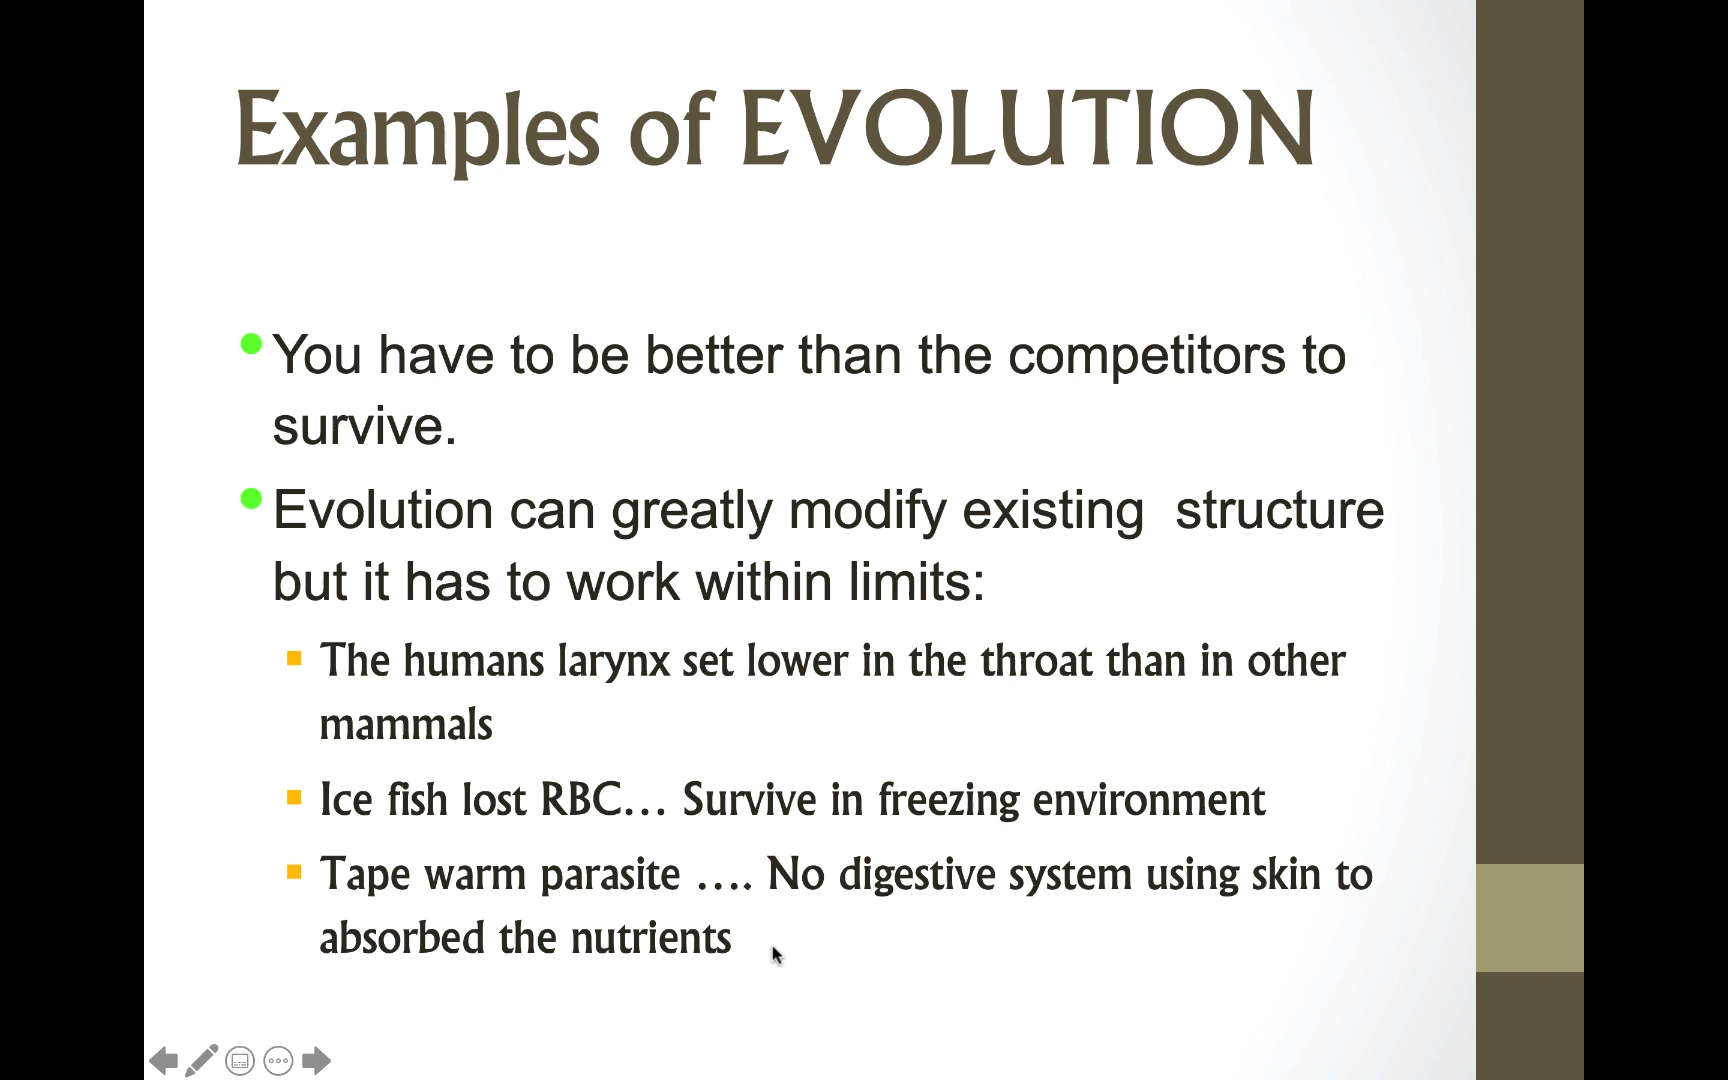 Examples of EVOLUTION
You have to be better than the competitors to
survive.
Evolution can greatly modify existing  structure
but it has to work within limits:
The humans larynx set lower in the throat than in other
mammals
Ice fish lost RBC… Survive in freezing environment
Tape warm parasite …. No digestive system using skin to
absorbed the nutrients